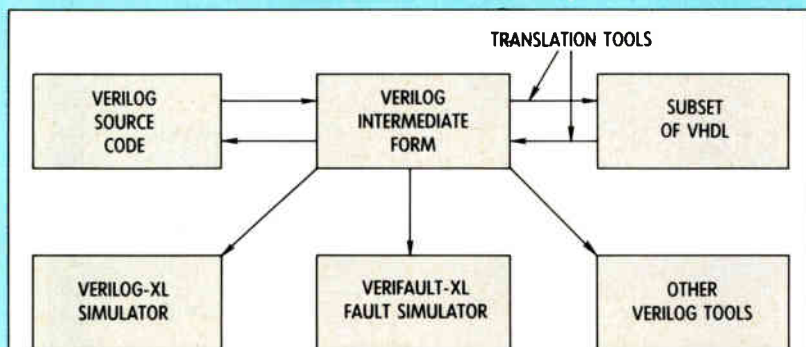 TRANSLATION TOOLS
VERILOG
SOURCE
CODE
VERILOG
INTERMEDIATE
FORM
SUBSET
OF VHDL
VERILOG-XL
SIMULATOR
VERIFAULT-XL
FAULT SIMULATOR
OTHER
VERILOG TOOLS